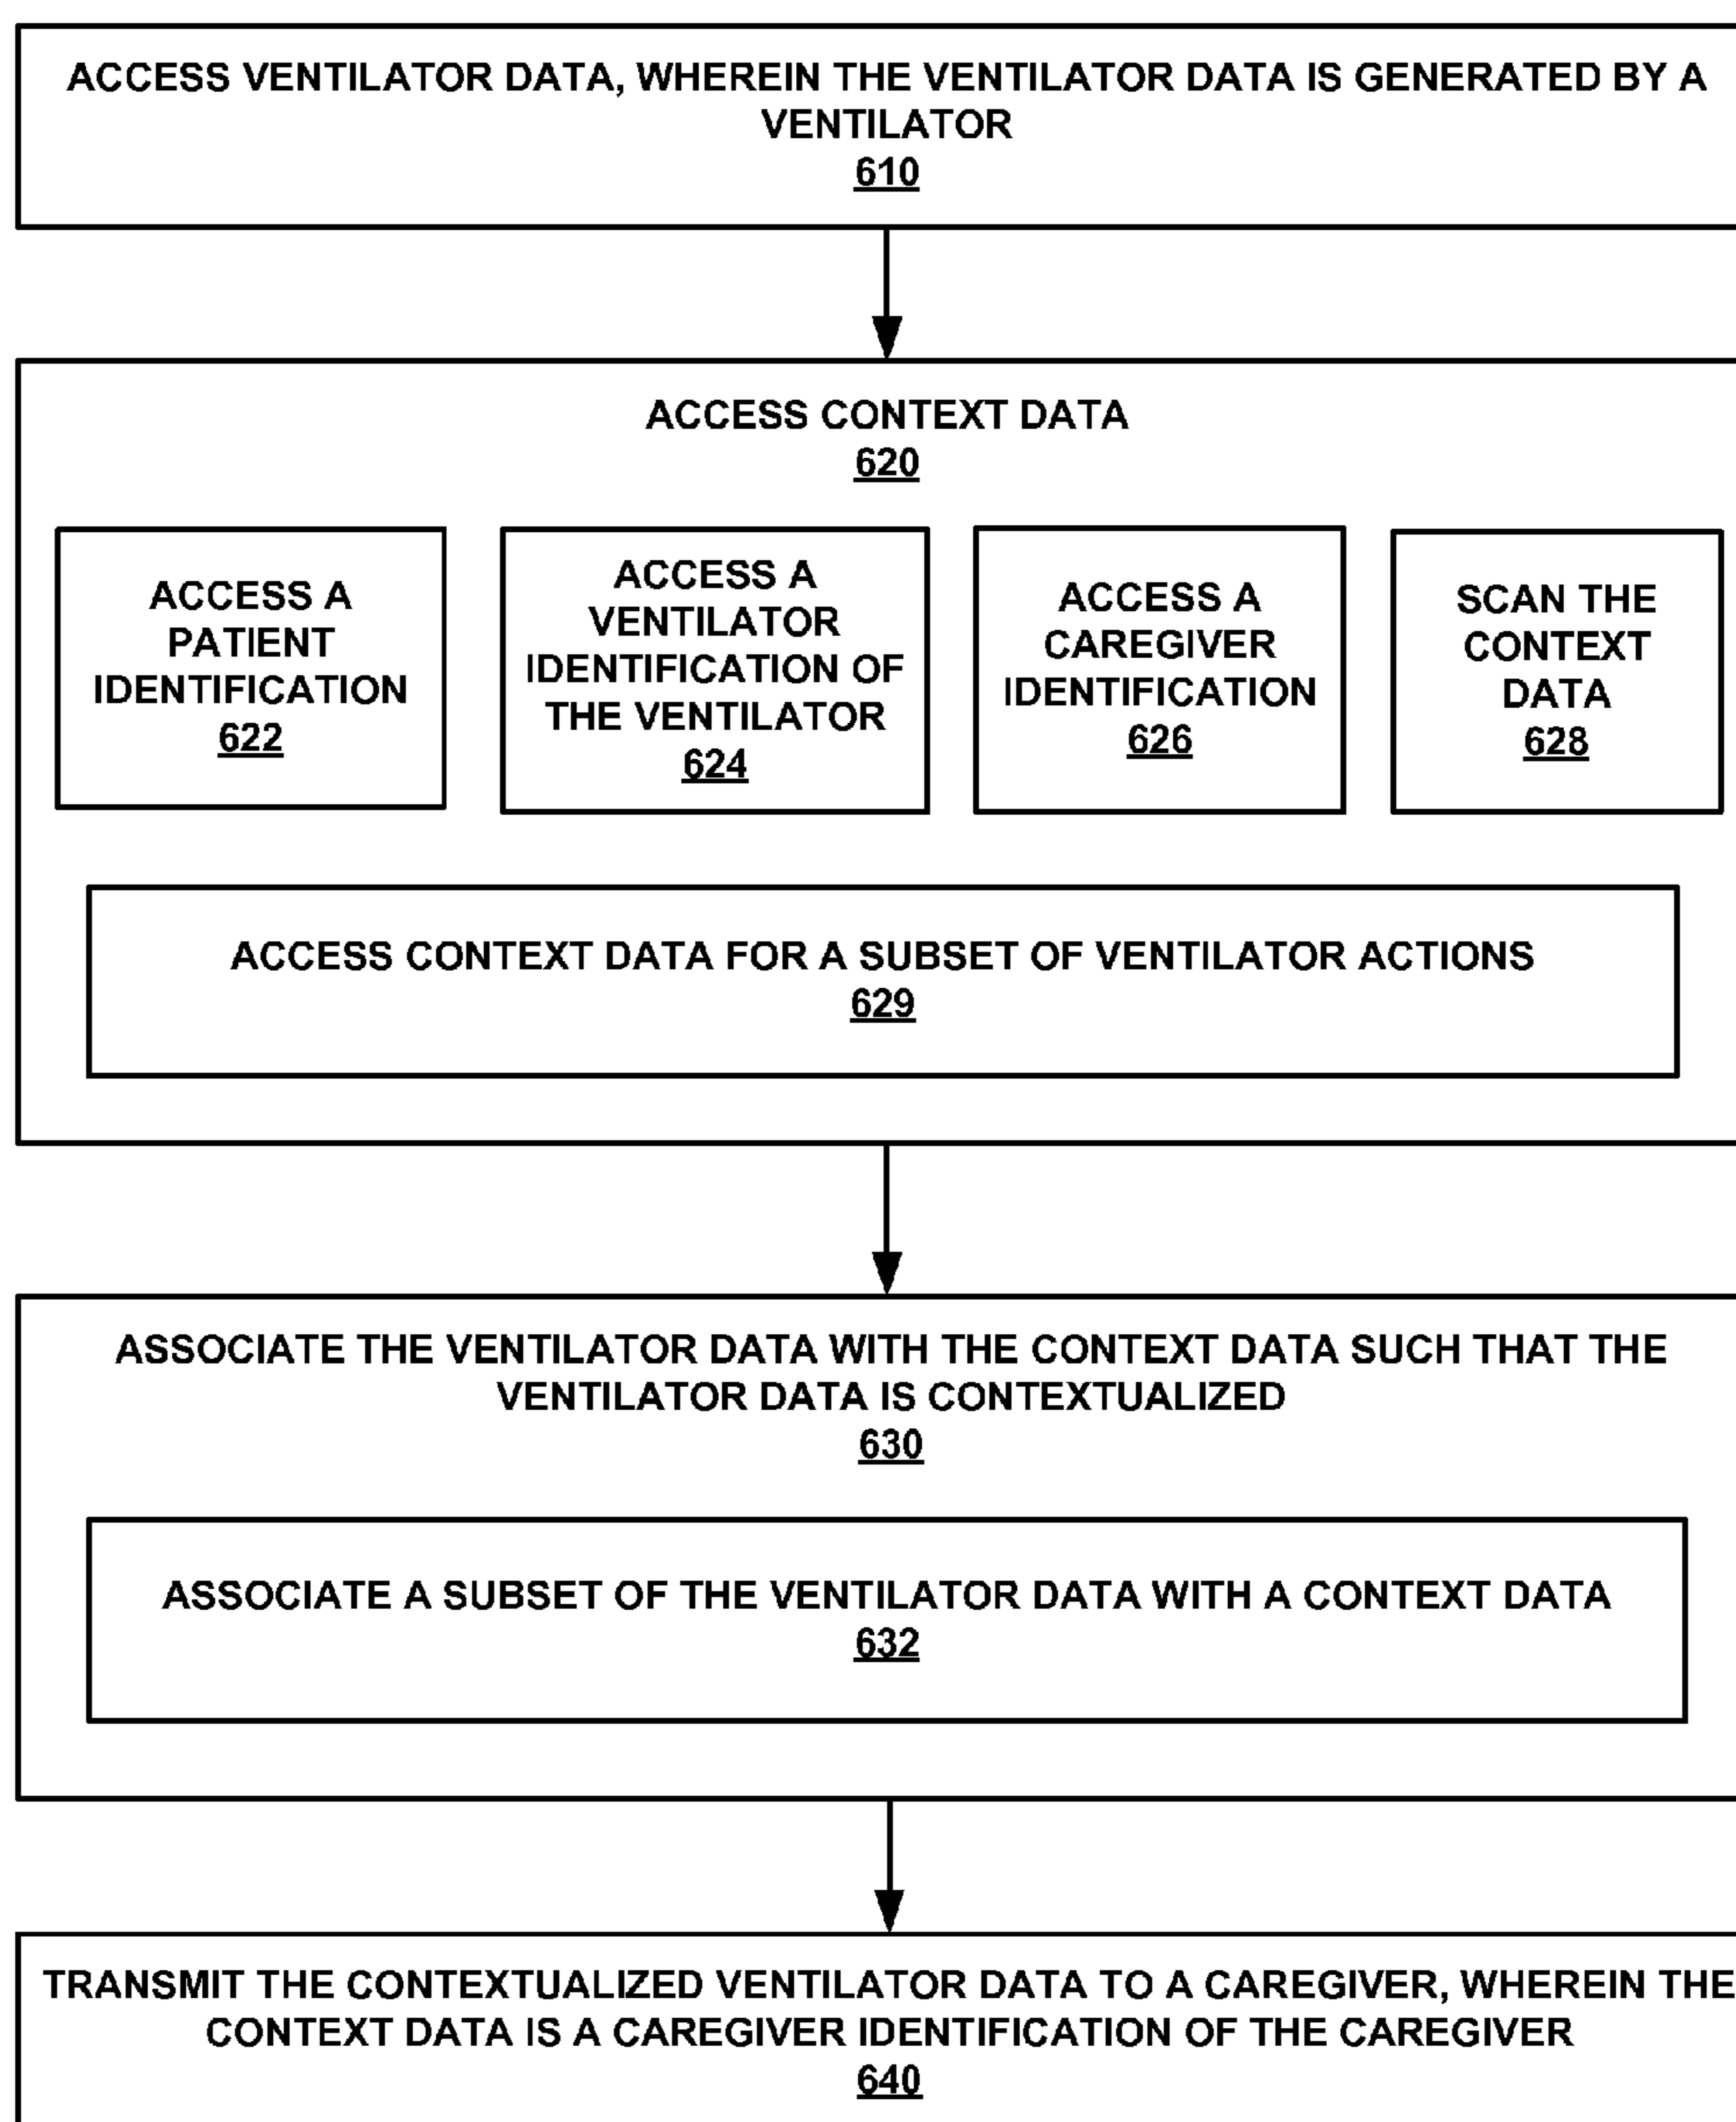 ACCESS VENTILATOR DATA, WHEREIN THE VENTILATOR DATA IS GENERATED BY A
VENTILATOR
610
ACCESS CONTEXT DATA
620
ACCESS A
PATIENT
IDENTIFICATION
622
ACCESS A
VENTILATOR
IDENTIFICATION OF
THE VENTILATOR
624
ACCESS A
CAREGIVER
IDENTIFICATION
626
SCAN THE
CONTEXT
DATA
628
ACCESS CONTEXT DATA FOR A SUBSET OF VENTILATOR ACTIONS
629
ASSOCIATE THE VENTILATOR DATA WITH THE CONTEXT DATA SUCH THAT THE
VENTILATOR DATA IS CONTEXTUALIZED
630
ASSOCIATE A SUBSET OF THE VENTILATOR DATA WITH A CONTEXT DATA
632
TRANSMIT THE CONTEXTUALIZED VENTILATOR DATA TO A CAREGIVER, WHEREIN THE
CONTEXT DATA IS A CAREGIVER IDENTIFICATION OF THE CAREGIVER
640